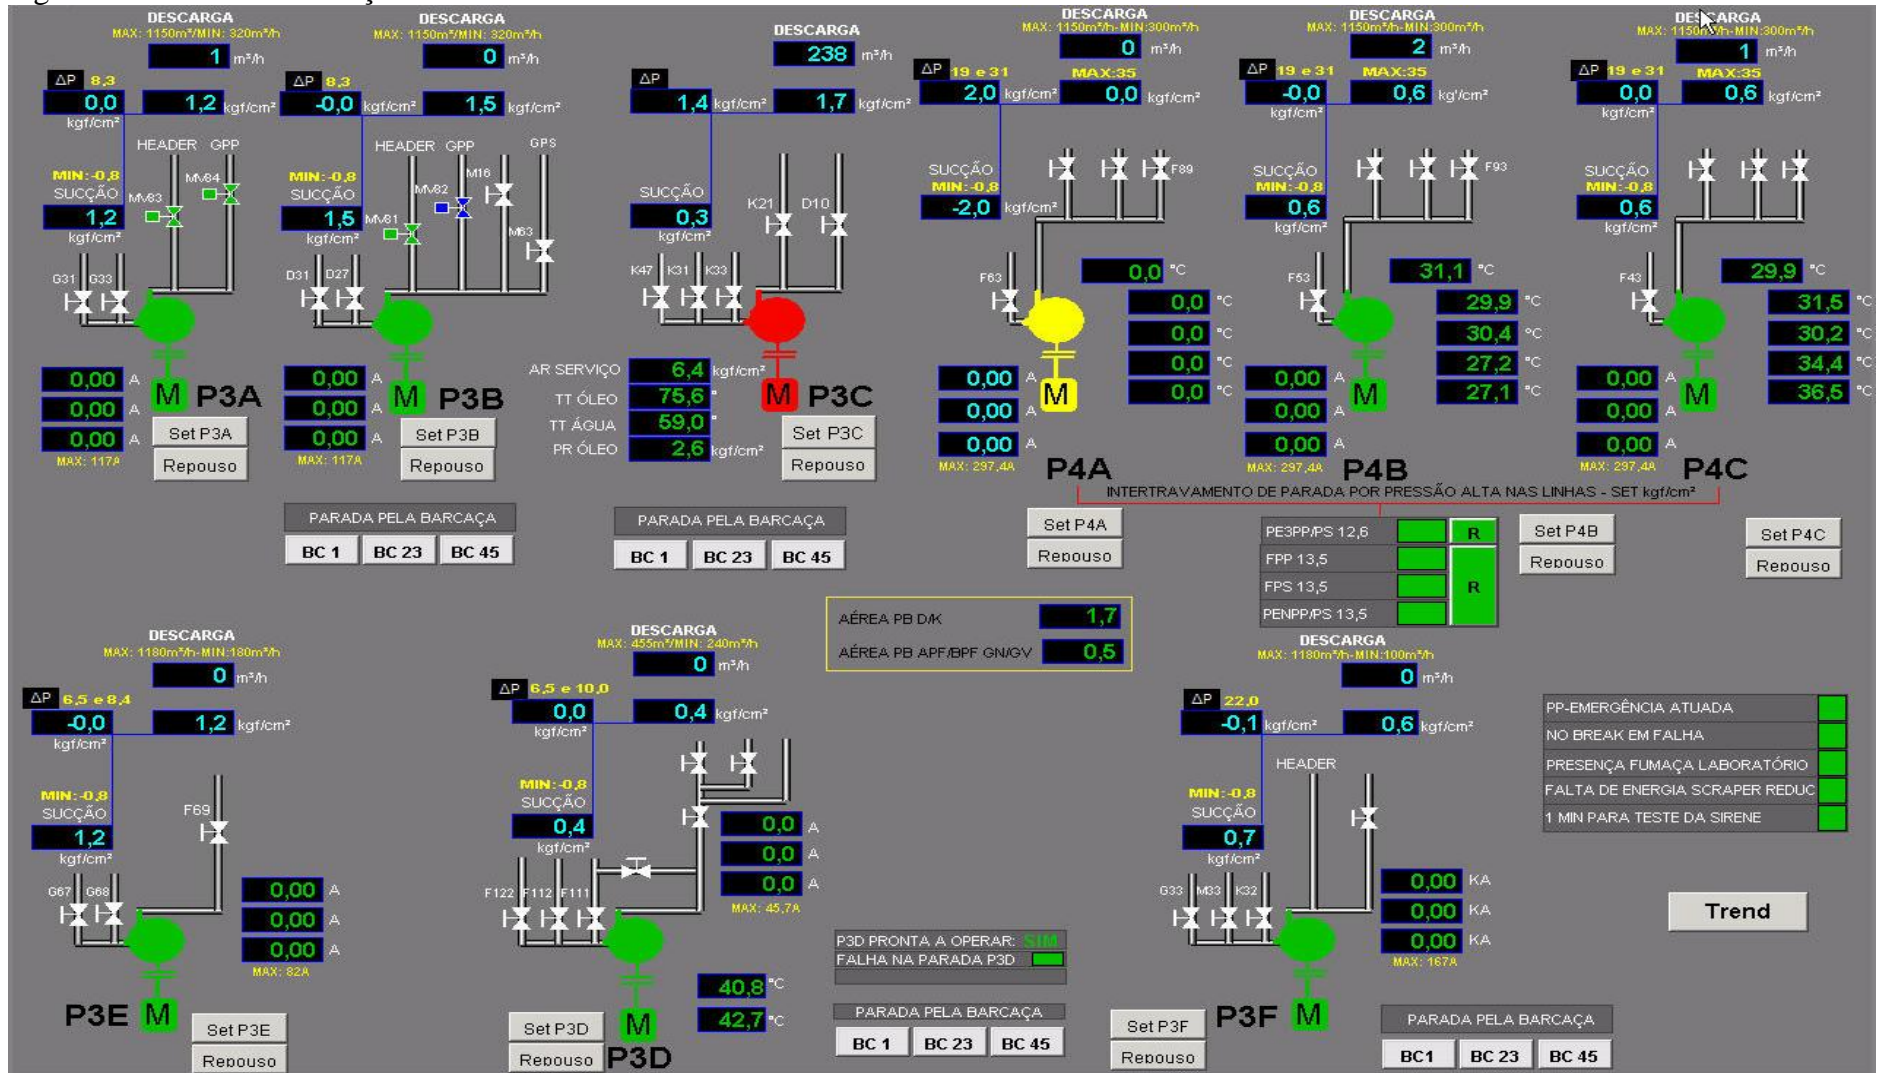 DESCARGA
MAX: 1150m³/MIN: 320m³/h
1 m³/h
ΔP 8,3
0,0 kgf/cm²
1,2 kgf/cm²
HEADER GPP
MIN:-0,8
SUCÇÃO
1,2
kgf/cm²
MV83
MV84
G31 G33
0,00 A
0,00 A
0,00 A
MAX: 117A
M P3A
Set P3A
Repouso
DESCARGA
MAX: 1150m³/MIN: 320m³/h
0 m³/h
ΔP 8,3
-0,0 kgf/cm²
1,5 kgf/cm²
HEADER GPP
GPS
MIN:-0,8
SUCÇÃO
1,5
kgf/cm²
MV81
MV82
M16
M63
D31 D27
0,00 A
0,00 A
0,00 A
MAX: 117A
M P3B
Set P3B
Repouso
PARADA PELA BARCAÇA
BC 1 BC 23 BC 45
DESCARGA
238 m³/h
ΔP
1,4 kgf/cm²
1,7 kgf/cm²
SUCÇÃO
0,3
kgf/cm²
K21 D10
K47 K31 K33
AR SERVIÇO 6,4 kgf/cm²
TT ÓLEO 75,6 °
TT ÁGUA 59,0 °
PR ÓLEO 2,6 kgf/cm²
M P3C
Set P3C
Repouso
PARADA PELA BARCAÇA
BC 1 BC 23 BC 45
DESCARGA
MAX: 1150m³/h-MIN:300m³/h
0 m³/h
ΔP 19 e 31
MAX:35
2,0 kgf/cm²
0,0 kgf/cm²
SUCÇÃO
MIN:-0,8
-2,0 kgf/cm²
F89
F63
0,0 °C
0,0 °C
0,0 °C
0,0 °C
0,0 °C
0,00 A
0,00 A
0,00 A
MAX: 297,4A
M
P4A
Set P4A
Repouso
DESCARGA
MAX: 1150m³/h-MIN:300m³/h
2 m³/h
ΔP 19 e 31
MAX:35
-0,0
kgf/cm²
0,6 kg'/cm²
SUCÇÃO
MIN:-0,8
0,6
kgf/cm²
F93
F53
31,1 °C
29,9 °C
30,4 °C
27,2 °C
27,1 °C
0,00 A
0,00 A
0,00 A
MAX: 297,4A
M
P4B
Set P4B
Repouso
DESCARGA
MAX: 1150m³/h-MIN:300m³/h
1 m³/h
ΔP 19 e 31
MAX:35
0,0
kgf/cm²
0,6 kgf/cm²
SUCÇÃO
MIN:-0,8
0,6
kgf/cm²
F43
29,9 °C
31,5 °C
30,2 °C
34,4 °C
36,5 °C
0,00 A
0,00 A
0,00 A
MAX: 297,4A
M
P4C
Set P4C
Repouso
INTERTRAVAMENTO DE PARADA POR PRESSÃO ALTA NAS LINHAS - SET kgf/cm²
PE3PP/PS 12,6 R
FPP 13,5
FPS 13,5 R
PENPP/PS 13,5
AÉREA PB D/K 1,7
AÉREA PB APF/BPF GN/GV 0,5
DESCARGA
MAX: 1180m³/h-MIN:180m³/h
0 m³/h
ΔP 6,5 e 8,4
-0,0
kgf/cm²
1,2 kgf/cm²
MIN:-0,8
SUCÇÃO
1,2
kgf/cm²
F69
G67 G68
0,00 A
0,00 A
0,00 A
MAX: 82A
P3E M
Set P3E
Repouso
DESCARGA
MAX: 455m³/MIN: 240m³/h
0 m³/h
ΔP 6,5 e 10,0
0,0
kgf/cm²
0,4 kgf/cm²
MIN:-0,8
SUCÇÃO
0,4
kgf/cm²
F122 F112 F111
0,0 A
0,0 A
0,0 A
MAX: 45,7A
40,8 °C
42,7 °C
Set P3D
Repouso
M
P3D
P3D PRONTA A OPERAR: SIM
FALHA NA PARADA P3D
PARADA PELA BARCAÇA
BC 1 BC 23 BC 45
DESCARGA
MAX: 1180m³/h-MIN:100m³/h
0 m³/h
ΔP 22,0
-0,1 kgf/cm²
0,6 kgf/cm²
HEADER
MIN:-0,8
SUCÇÃO
0,7
kgf/cm²
G33 M33 K32
0,00 KA
0,00 KA
0,00 KA
MAX: 167A
Set P3F
Repouso
P3F M
PARADA PELA BARCAÇA
BC1 BC 23 BC 45
PP-EMERGÊNCIA ATUADA
NO BREAK EM FALHA
PRESENÇA FUMAÇA LABORATÓRIO
FALTA DE ENERGIA SCRAPER REDUC
1 MIN PARA TESTE DA SIRENE
Trend